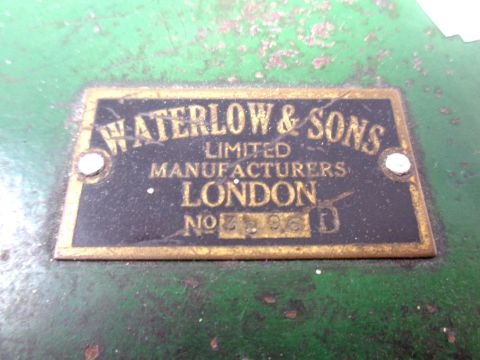 WATERLOW & SONS
LIMITED
MANUFACTURERS
LONDON
No D